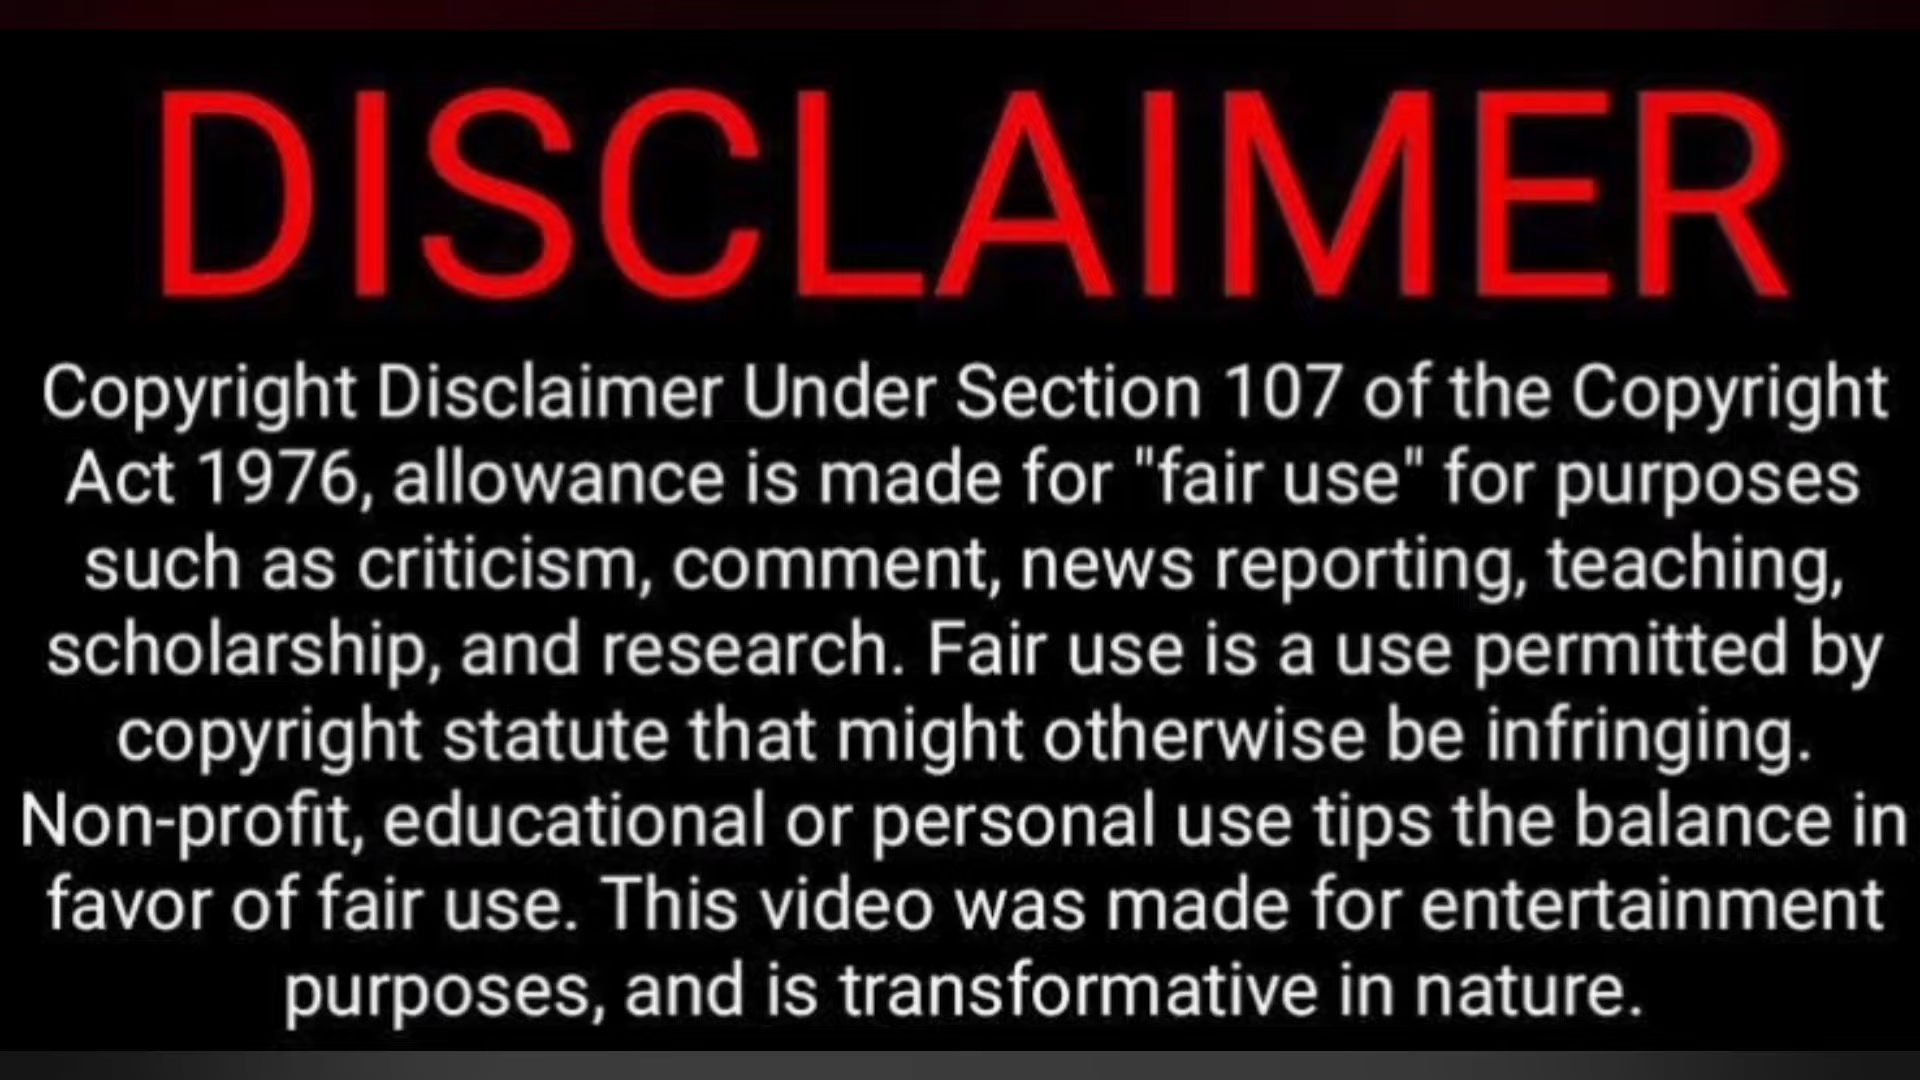 DISCLAIMER
Copyright Disclaimer Under Section 107 of the Copyright
Act 1976, allowance is made for "fair use" for purposes
such as criticism, comment, news reporting, teaching,
scholarship, and research. Fair use is a use permitted by
copyright statute that might otherwise be infringing.
Non-profit, educational or personal use tips the balance in
favor of fair use. This video was made for entertainment
purposes, and is transformative in nature.